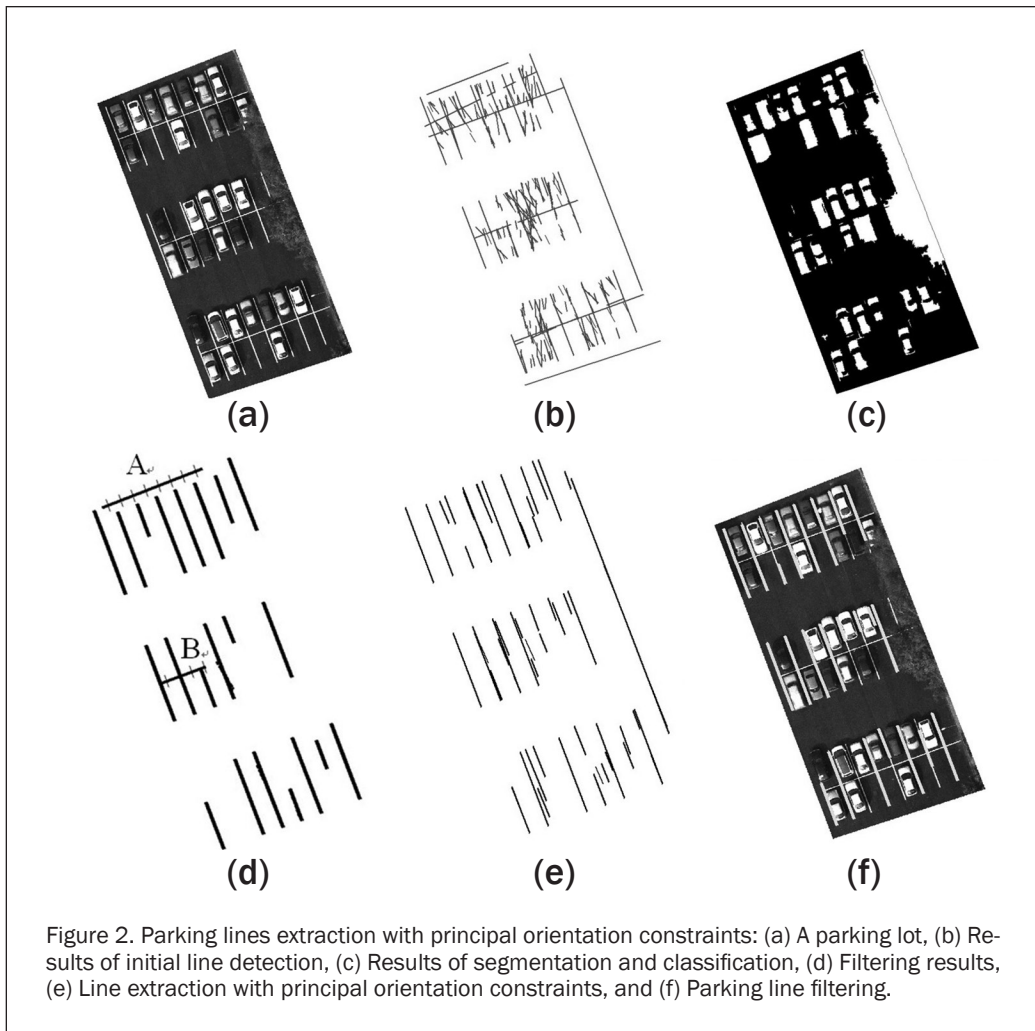 (a)
(b)
(c)
A
B
(d)
(e)
(f)
Figure 2. Parking lines extraction with principal orientation constraints: (a) A parking lot, (b) Re-
sults of initial line detection, (c) Results of segmentation and classification, (d) Filtering results,
(e) Line extraction with principal orientation constraints, and (f) Parking line filtering.